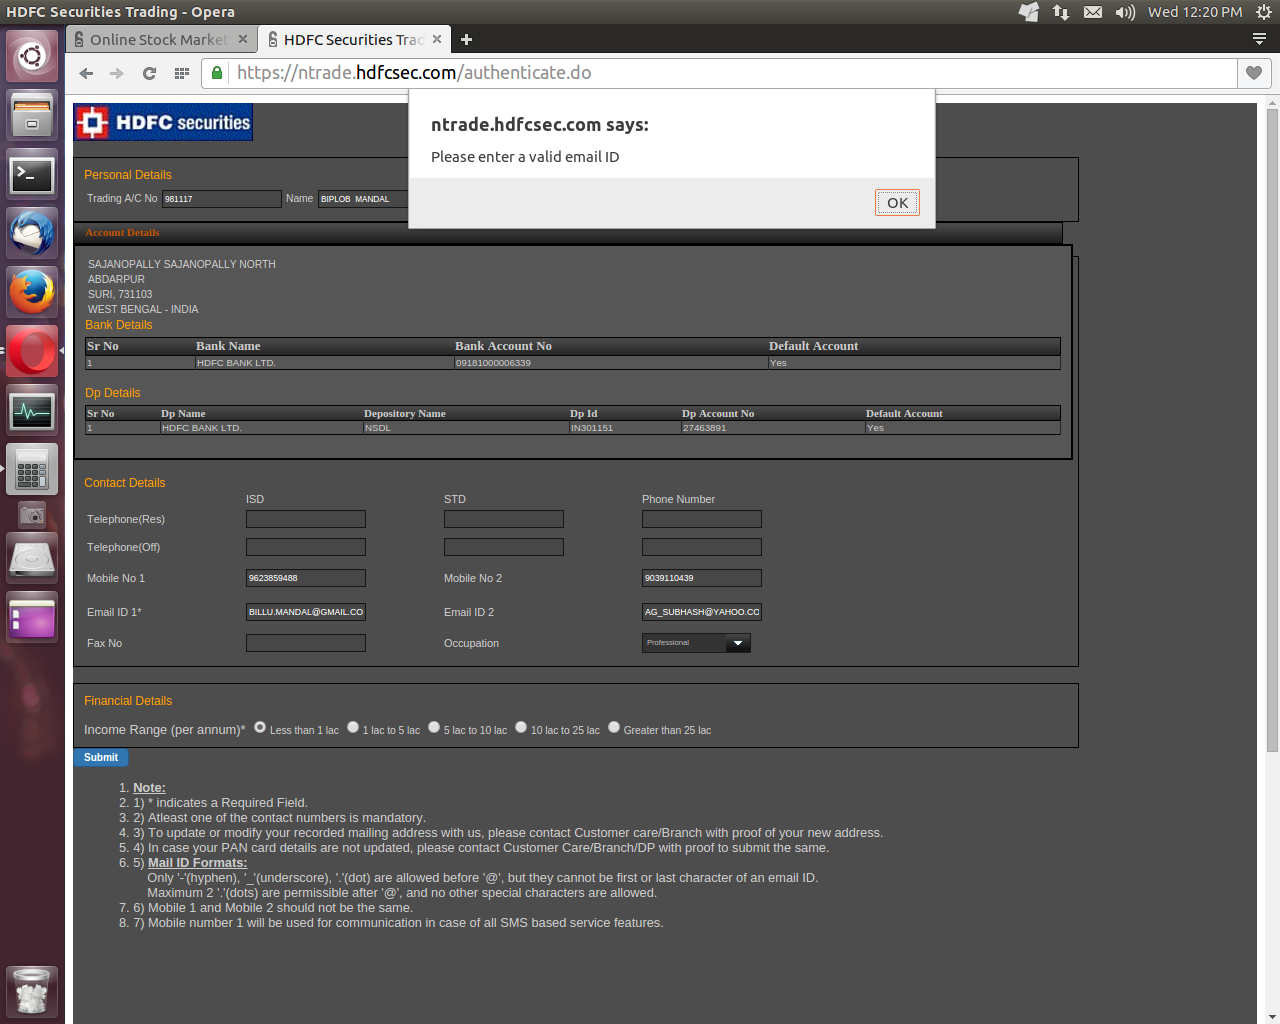 HDFC Securities Trading - Opera
Wed 12:20 PM
Online Stock Market
HDFC Securities Trad
https://ntrade.hdfcsec.com/authenticate.do
HDFC securities
ntrade.hdfcsec.com says:
Please enter a valid email ID
OK
Personal Details
Trading A/C No 981117 Name BIPLOB MANDAL
Account Details
SAJANOPALLY SAJANOPALLY NORTH
ABDARPUR
SURI, 731103
WEST BENGAL - INDIA
Bank Details
Sr No Bank Name Bank Account No Default Account
1 HDFC BANK LTD. 09181000006339 Yes
Dp Details
Sr No Dp Name Depository Name Dp Id Dp Account No Default Account
1 HDFC BANK LTD. NSDL IN301151 27463891 Yes
Contact Details
ISD STD Phone Number
Telephone(Res)
Telephone(Off)
Mobile No 1 9623859488 Mobile No 2 9039110439
Email ID 1* BILLU.MANDAL@GMAIL.CO Email ID 2 AG_SUBHASH@YAHOO.CC
Fax No Occupation Professional
Financial Details
Income Range (per annum)* Less than 1 lac 1 lac to 5 lac 5 lac to 10 lac 10 lac to 25 lac Greater than 25 lac
Submit
1. Note:
2. 1) * indicates a Required Field.
3. 2) Atleast one of the contact numbers is mandatory.
4. 3) To update or modify your recorded mailing address with us, please contact Customer care/Branch with proof of your new address.
5. 4) In case your PAN card details are not updated, please contact Customer Care/Branch/DP with proof to submit the same.
6. 5) Mail ID Formats:
Only '-'(hyphen), '_'(underscore), '.'(dot) are allowed before '@', but they cannot be first or last character of an email ID.
Maximum 2 '.'(dots) are permissible after '@', and no other special characters are allowed.
7. 6) Mobile 1 and Mobile 2 should not be the same.
8. 7) Mobile number 1 will be used for communication in case of all SMS based service features.